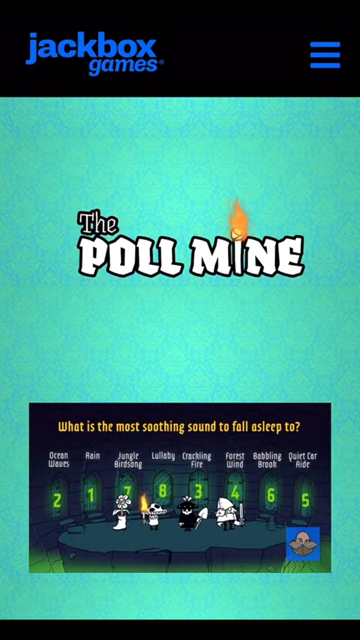 jackbox
games®
The
POLL MINE
What is the most soothing sound to fall asleep to?
Ocean Waves
Rain
Jungle Birdsong
Lullaby
Crackling Fire
Forest Wind
Babbling Brook
Quiet Car Ride
2 1 7 8 3 4 6 5